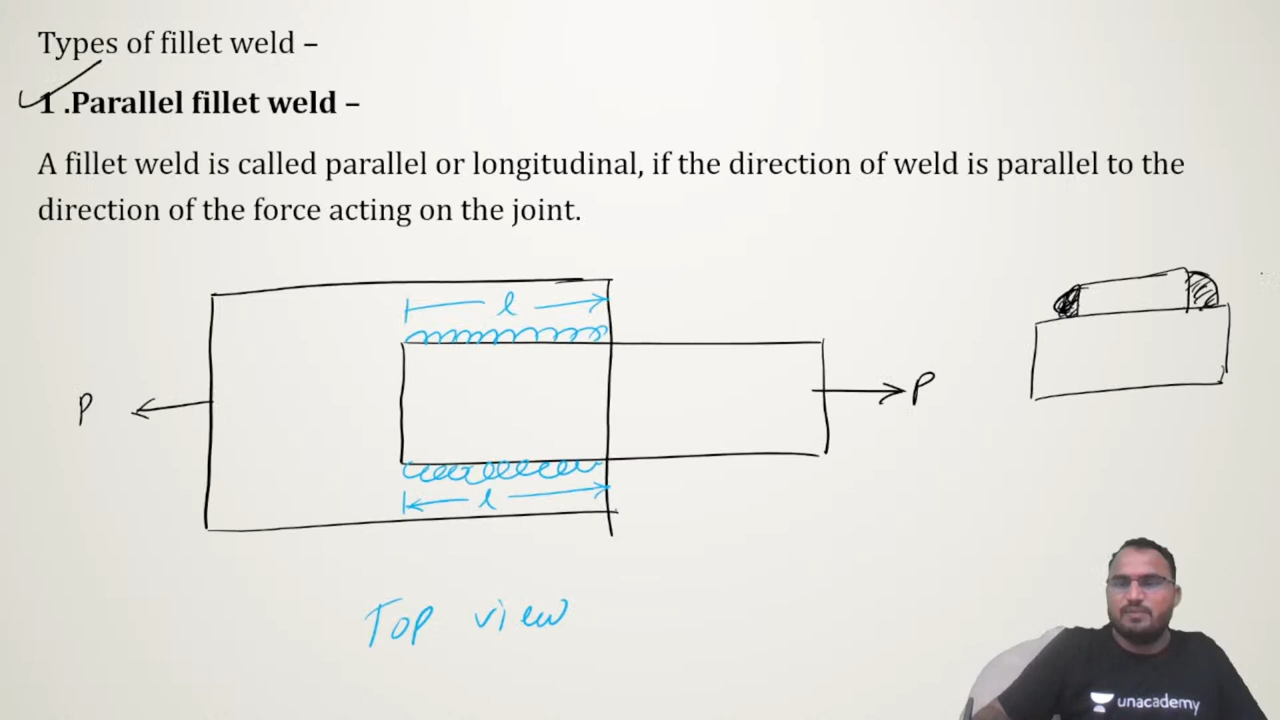 Types of fillet weld –
1 .Parallel fillet weld –
A fillet weld is called parallel or longitudinal, if the direction of weld is parallel to the
direction of the force acting on the joint.
l
P
P
l
Top view
unacademy